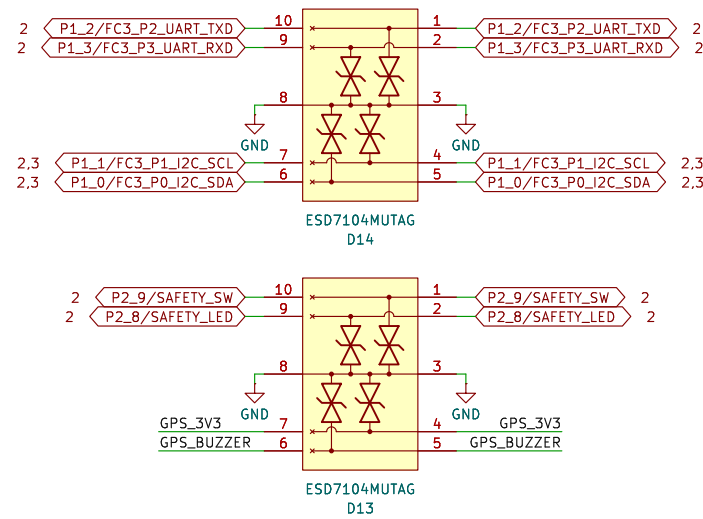 2 P1_2/FC3_P2_UART_TXD 10 1 P1_2/FC3_P2_UART_TXD 2
2 P1_3/FC3_P3_UART_RXD 9 2 P1_3/FC3_P3_UART_RXD 2
8 3
GND GND
2,3 P1_1/FC3_P1_I2C_SCL 7 4 P1_1/FC3_P1_I2C_SCL 2,3
2,3 P1_0/FC3_P0_I2C_SDA 6 5 P1_0/FC3_P0_I2C_SDA 2,3
ESD7104MUTAG
D14
2 P2_9/SAFETY_SW 10 1 P2_9/SAFETY_SW 2
2 P2_8/SAFETY_LED 9 2 P2_8/SAFETY_LED 2
8 3
GND GND
GPS_3V3 7 4 GPS_3V3
GPS_BUZZER 6 5 GPS_BUZZER
ESD7104MUTAG
D13